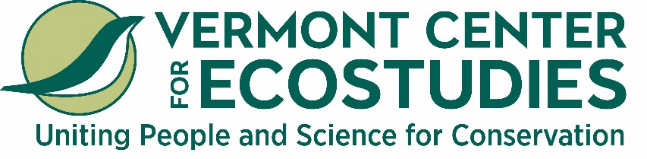 VERMONT CENTER
FOR ECOSTUDIES
Uniting People and Science for Conservation